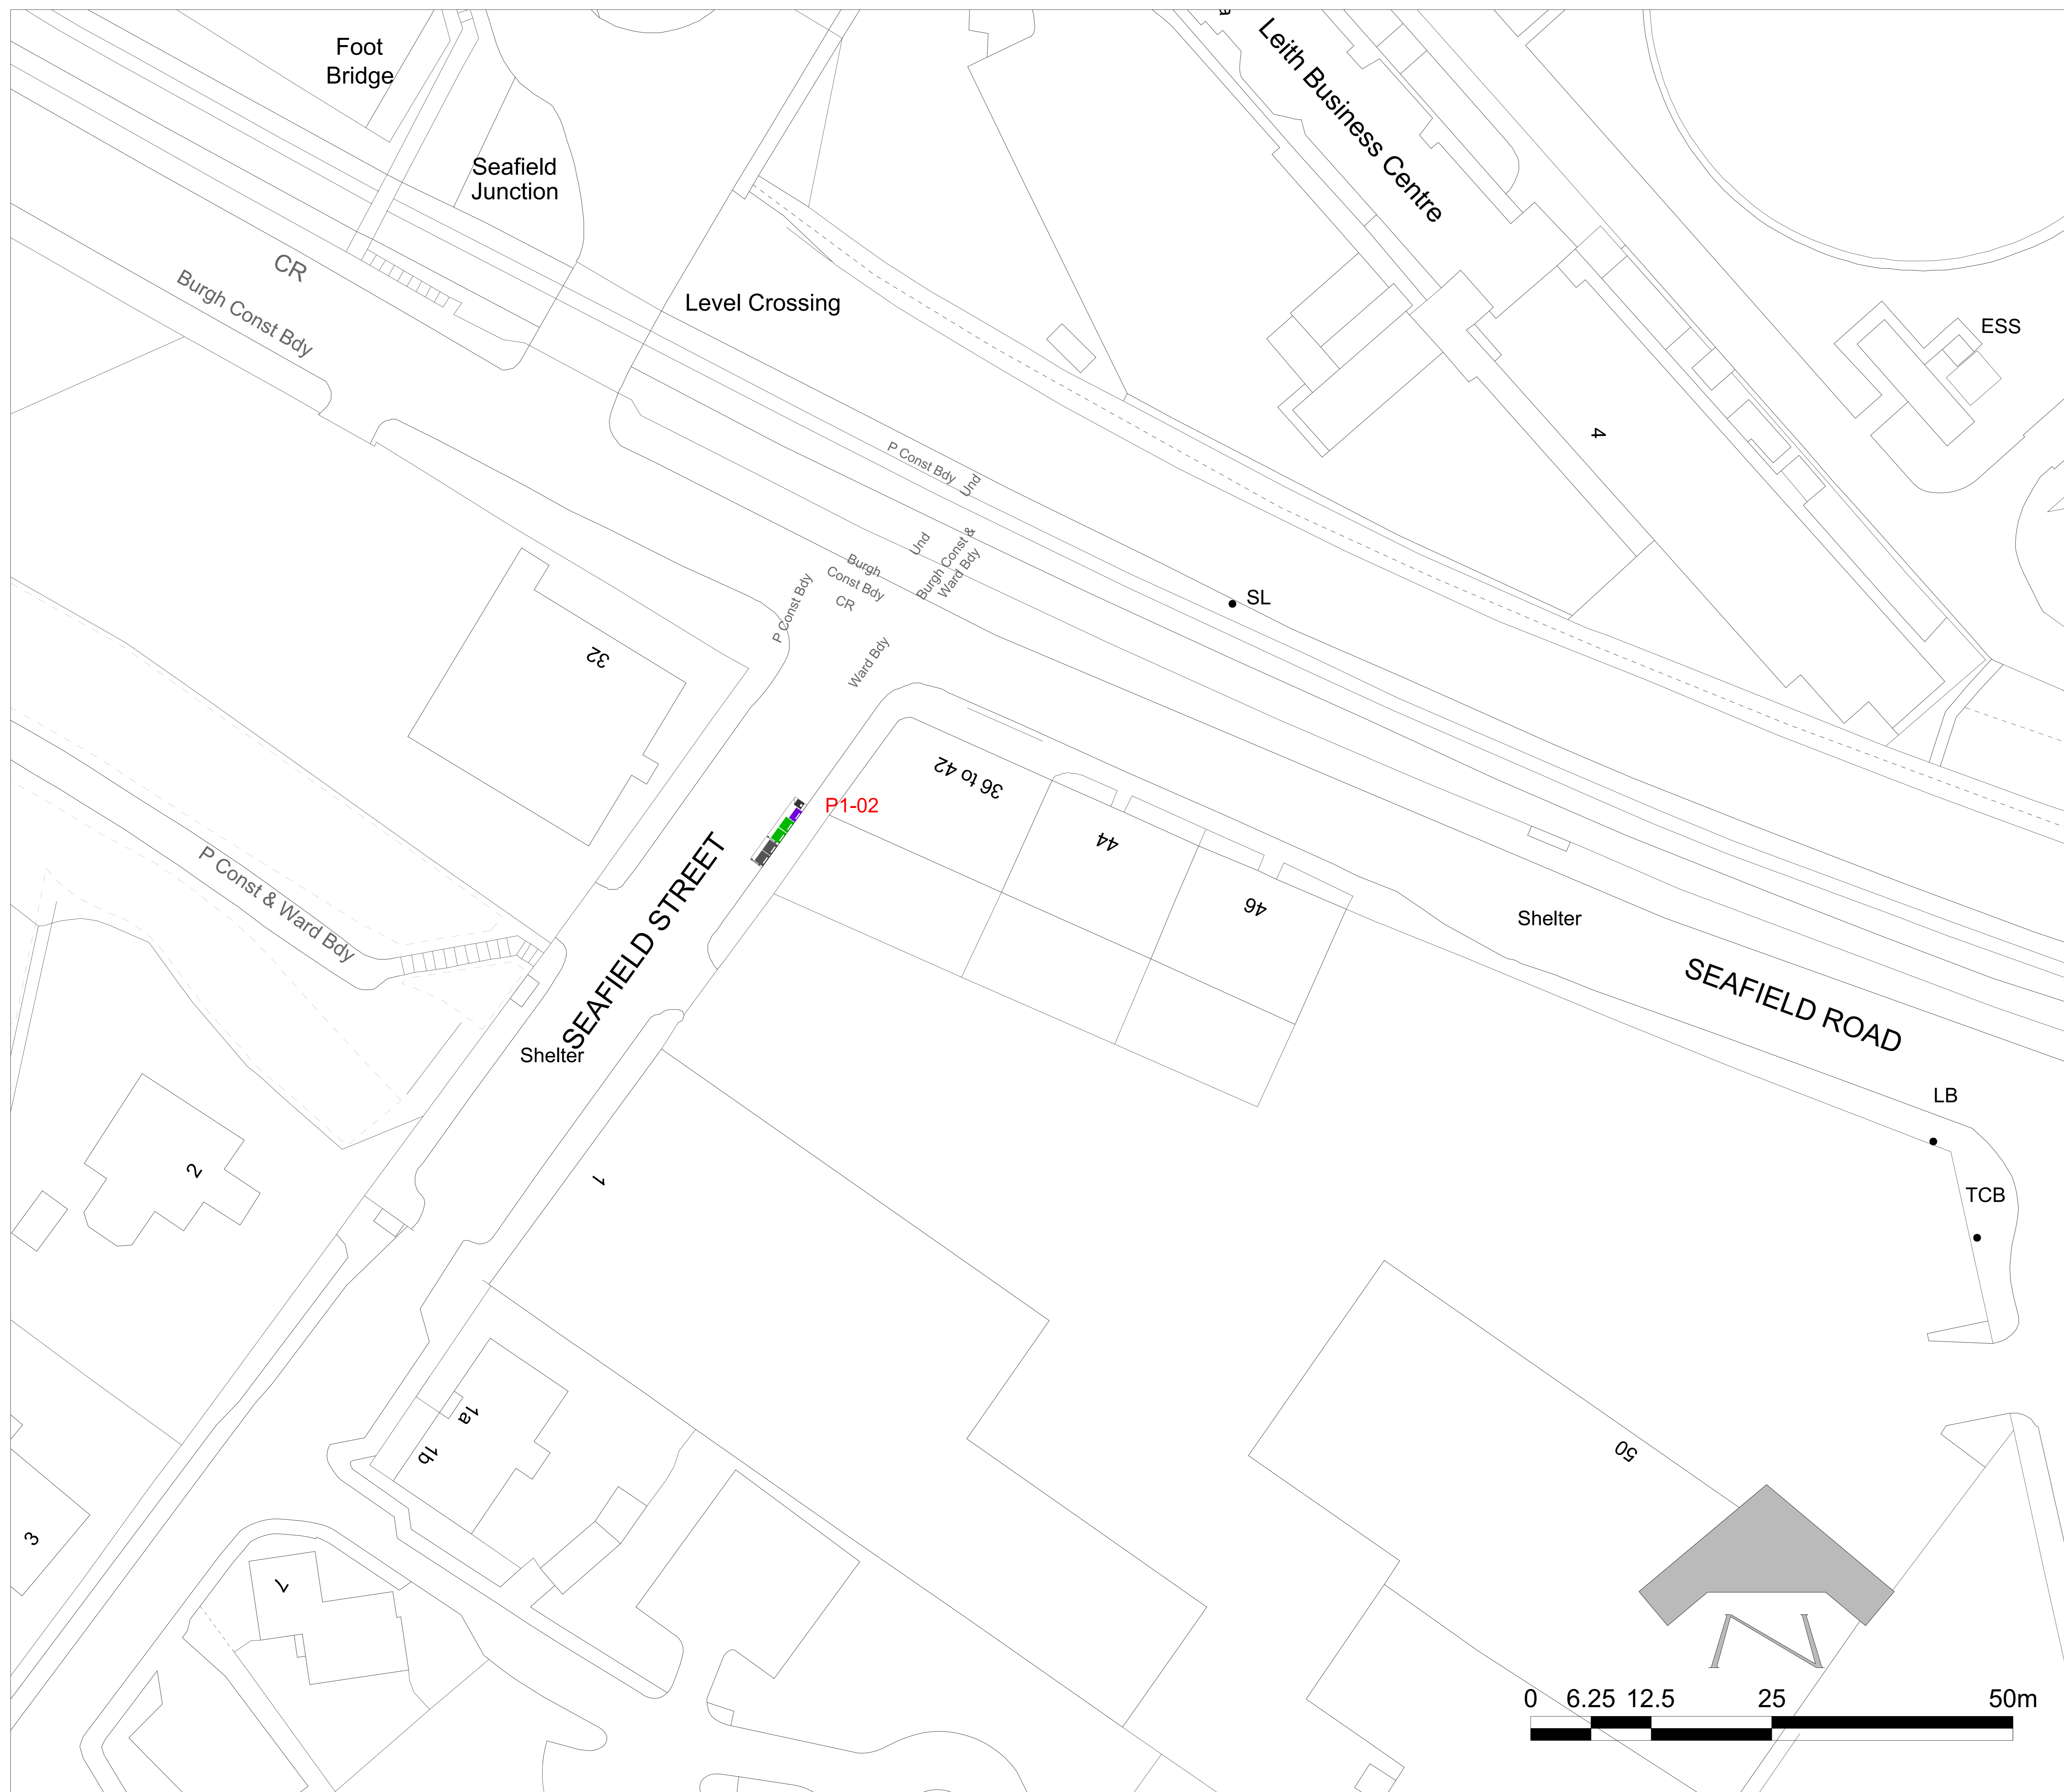 Foot
Bridge
Leith Business Centre
Seafield
Junction
CR
Burgh Const Bdy
Level Crossing
ESS
4
P Const Bdy
Und
Und
Burgh Const &
Ward Bdy
Burgh
Const Bdy
CR
P Const Bdy
Ward Bdy
SL
32
36 to 42
P1-02
44
46
Shelter
P Const & Ward Bdy
SEAFIELD STREET
SEAFIELD ROAD
Shelter
LB
2
1
TCB
1a
1b
50
3
7
N
0 6.25 12.5 25 50m